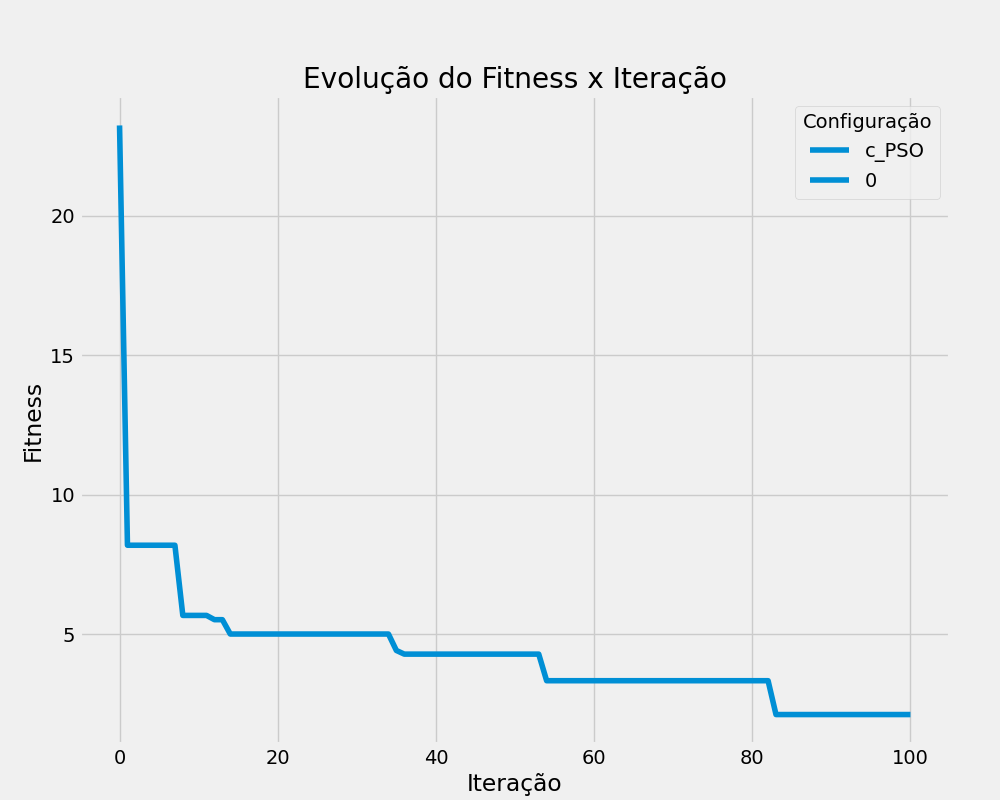 Evolução do Fitness x Iteração
Configuração
c_PSO
0
Fitness
20
15
10
5
0 20 40 60 80 100
Iteração